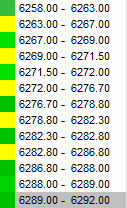 6258.00 - 6263.00
6263.00 - 6267.00
6267.00 - 6269.00
6269.00 - 6271.50
6271.50 - 6272.00
6272.00 - 6276.70
6276.70 - 6278.80
6278.80 - 6282.30
6282.30 - 6282.80
6282.80 - 6286.80
6286.80 - 6288.00
6288.00 - 6289.00
6289.00 - 6292.00